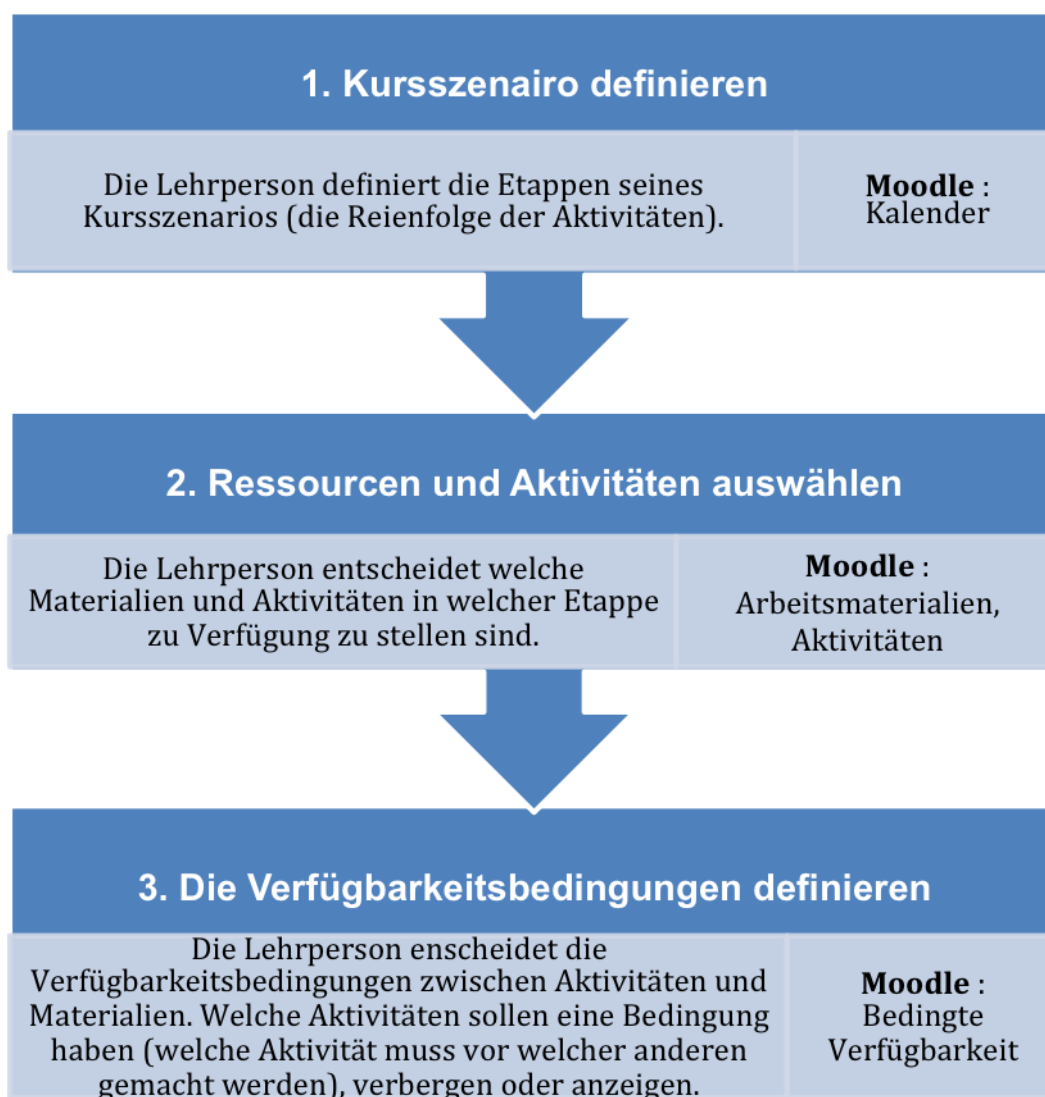 1. Kursszenairo definieren
Die Lehrperson definiert die Etappen seines
Kursszenarios (die Reienfolge der Aktivitäten).
Moodle :
Kalender
2. Ressourcen und Aktivitäten auswählen
Die Lehrperson entscheidet welche
Materialien und Aktivitäten in welcher Etappe
zu Verfügung zu stellen sind.
Moodle :
Arbeitsmaterialien,
Aktivitäten
3. Die Verfügbarkeitsbedingungen definieren
Die Lehrperson enscheidet die
Verfügbarkeitsbedingungen zwischen Aktivitäten und
Materialien. Welche Aktivitäten sollen eine Bedingung
haben (welche Aktivität muss vor welcher anderen
gemacht werden), verbergen oder anzeigen.
Moodle :
Bedingte
Verfügbarkeit